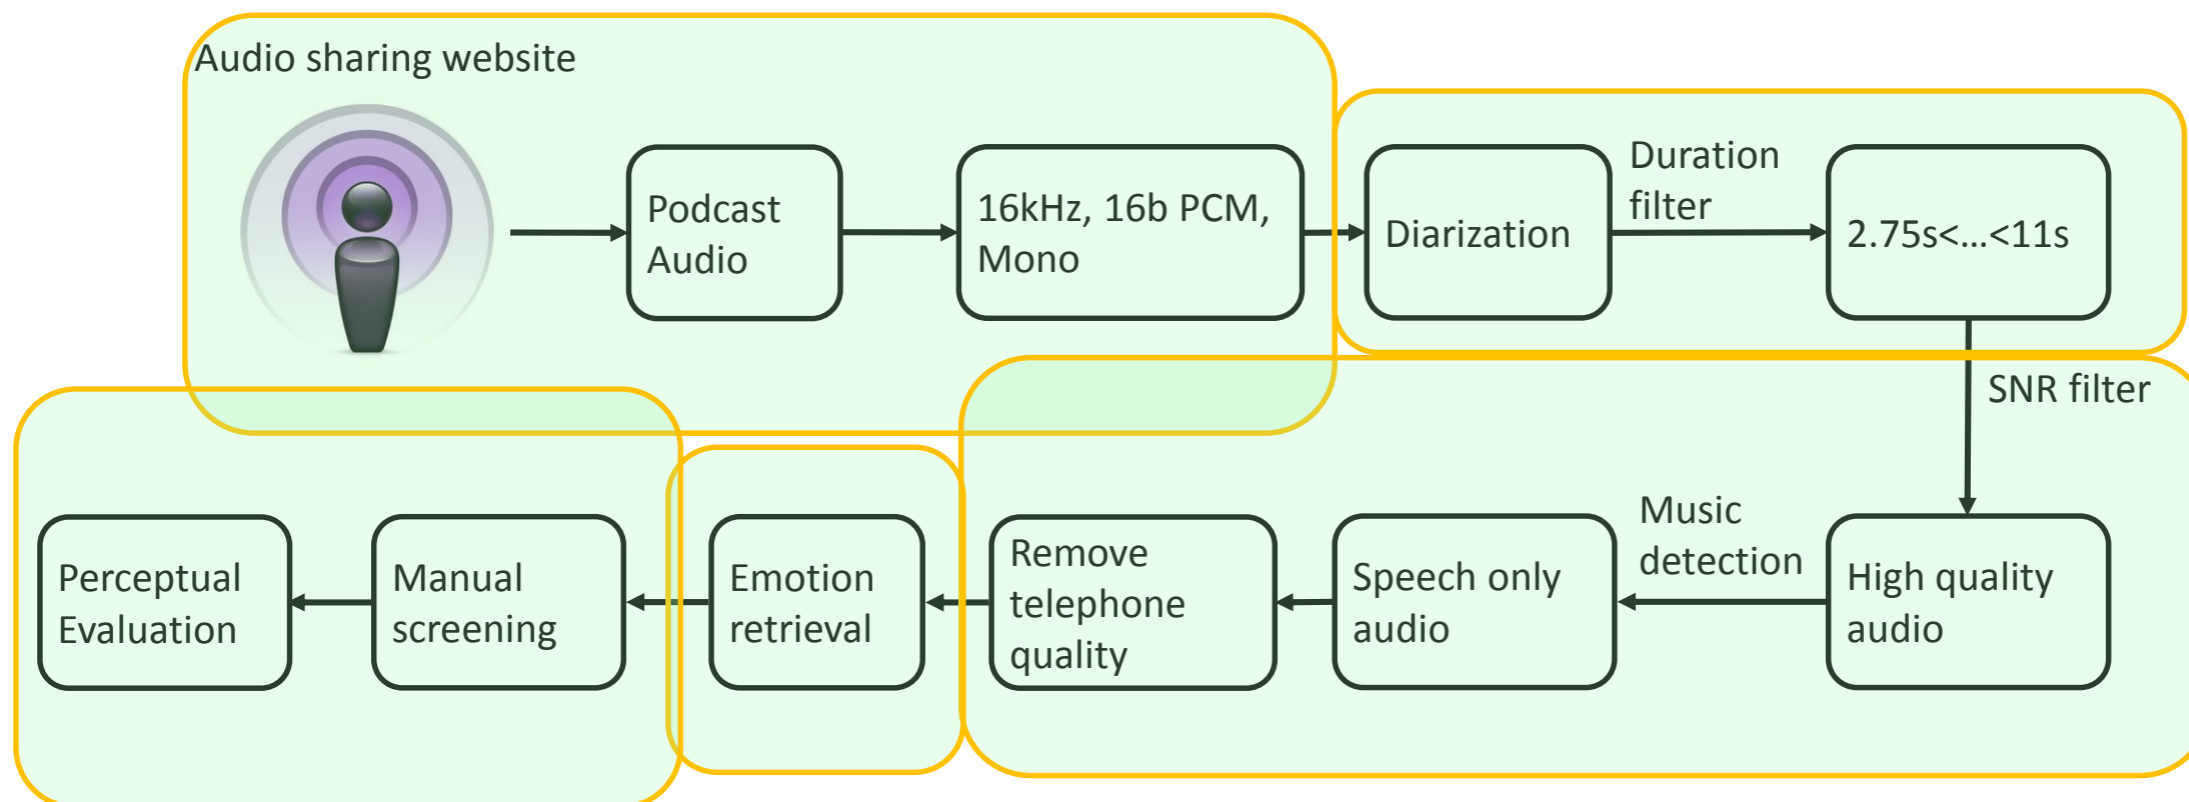 Audio sharing website
Podcast
Audio
16kHz, 16b PCM,
Mono
Diarization
Duration
filter
2.75s<...<11s
SNR filter
High quality
audio
Music
detection
Speech only
audio
Remove
telephone
quality
Emotion
retrieval
Manual
screening
Perceptual
Evaluation